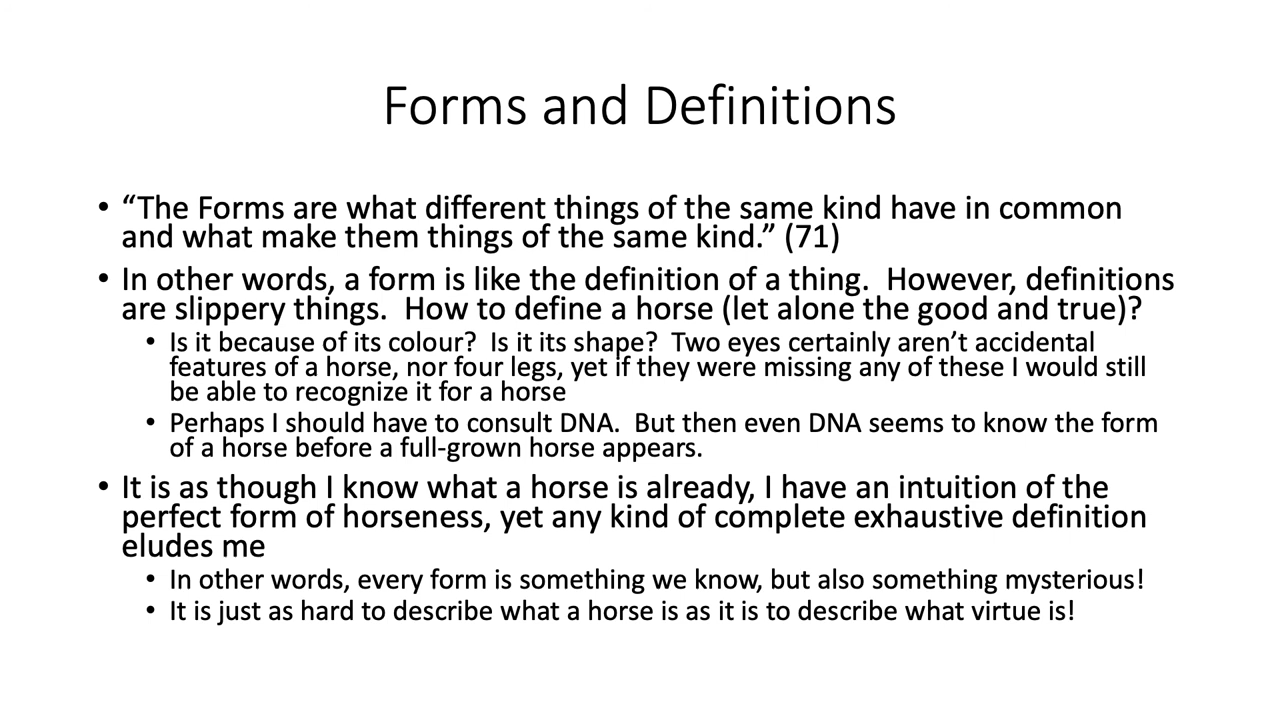 Forms and Definitions
• “The Forms are what different things of the same kind have in common
and what make them things of the same kind.” (71)
• In other words, a form is like the definition of a thing.  However, definitions
are slippery things.  How to define a horse (let alone the good and true)?
• Is it because of its colour?  Is it its shape?  Two eyes certainly aren’t accidental
features of a horse, nor four legs, yet if they were missing any of these I would still
be able to recognize it for a horse
• Perhaps I should have to consult DNA.  But then even DNA seems to know the form
of a horse before a full-grown horse appears.
• It is as though I know what a horse is already, I have an intuition of the
perfect form of horseness, yet any kind of complete exhaustive definition
eludes me
• In other words, every form is something we know, but also something mysterious!
• It is just as hard to describe what a horse is as it is to describe what virtue is!